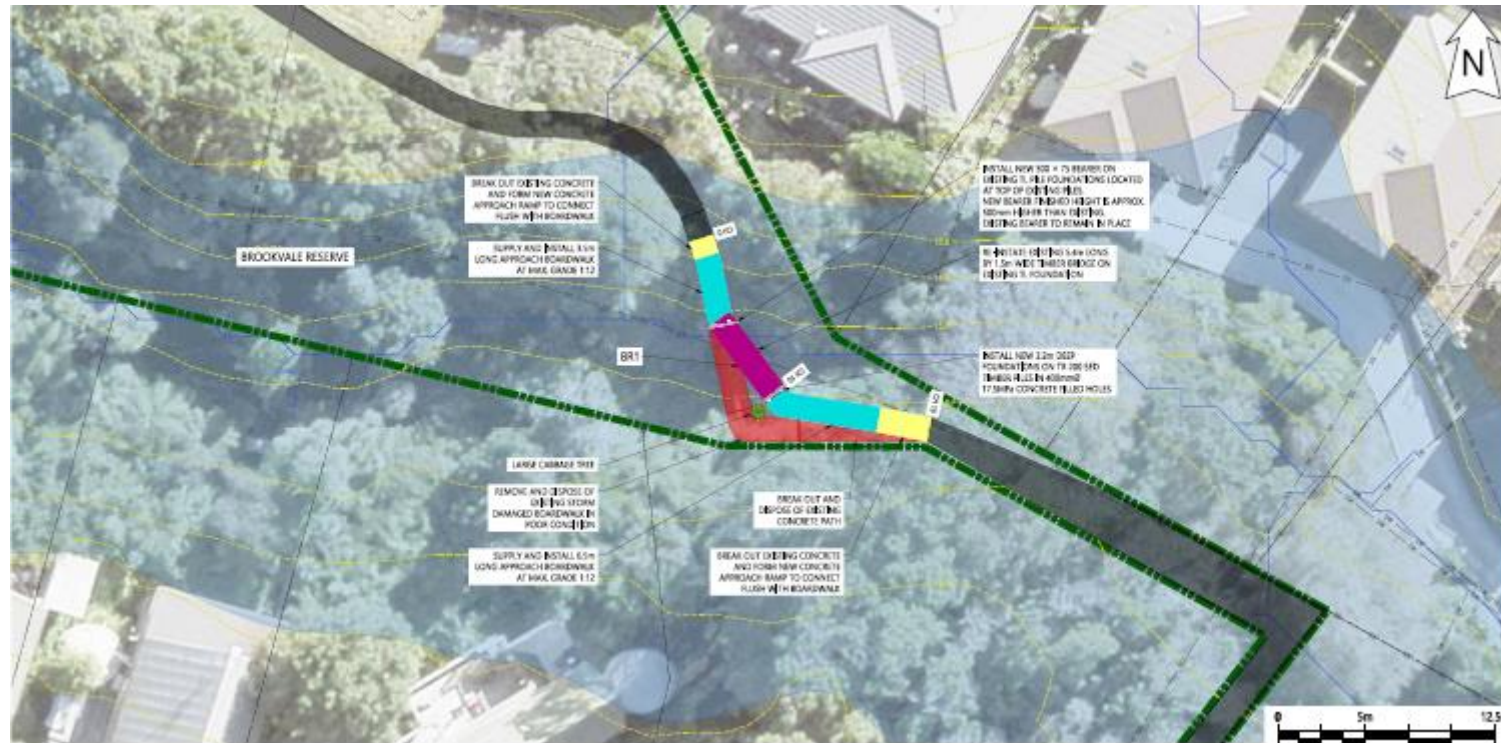 N
BREAK OUT EXISTING CONCRETE
AND FORM NEW CONCRETE
APPROACH RAMP TO CONNECT
FLUSH WITH BOARDWALK
INSTALL NEW 300 × 75 BEARER ON
EXISTING TL PILE FOUNDATIONS LOCATED
AT TOP OF EXISTING PILES.
NEW BEARER FINISHED HEIGHT IS APPROX.
500mm HIGHER THAN EXISTING.
EXISTING BEARER TO REMAIN IN PLACE
BROOKVALE RESERVE
SUPPLY AND INSTALL 3.5m
LONG APPROACH BOARDWALK
AT MAX. GRADE 1:12
RE-INSTATE EXISTING 5.4m LONG
BY 1.5m WIDE TIMBER BRIDGE ON
EXISTING TL FOUNDATION
BR1
INSTALL NEW 2.2m DEEP
FOUNDATIONS ON
TIMBER PILES IN 400mmØ
17.5MPa CONCRETE FILLED HOLES
LARGE CABBAGE TREE
REMOVE AND DISPOSE OF
EXISTING STORM
DAMAGED BOARDWALK IN
POOR CONDITION
BREAK OUT AND
DISPOSE OF EXISTING
CONCRETE PATH
SUPPLY AND INSTALL 6.5m
LONG APPROACH BOARDWALK
AT MAX. GRADE 1:12
BREAK OUT EXISTING CONCRETE
AND FORM NEW CONCRETE
APPROACH RAMP TO CONNECT
FLUSH WITH BOARDWALK
0 5m 12.5